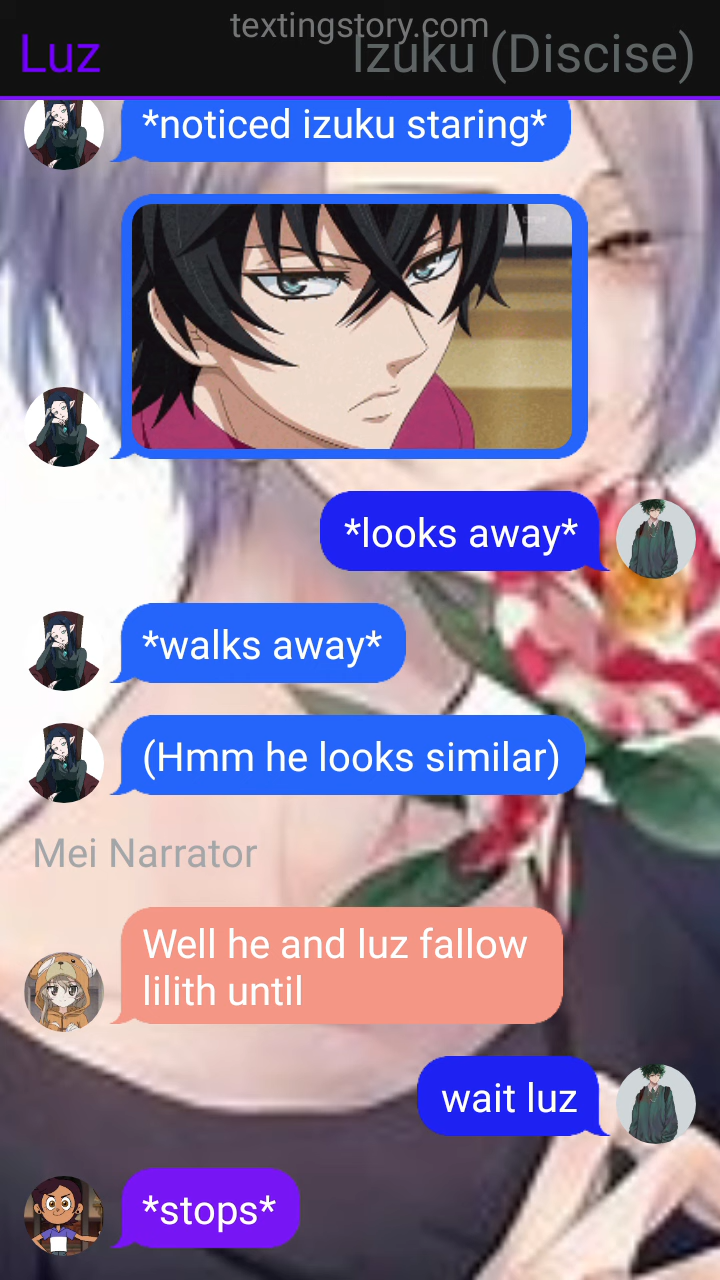 textingstory.com
Luz
Izuku (Discise)
*noticed izuku staring*
*looks away*
*walks away*
(Hmm he looks similar)
Mei Narrator
Well he and luz fallow
lilith until
wait luz
*stops*